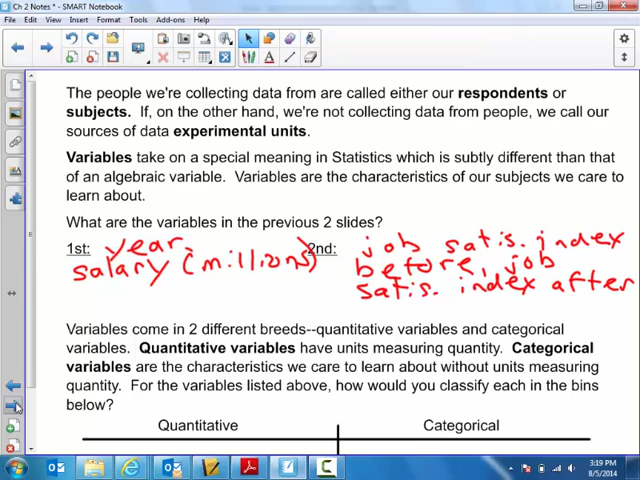 Ch 2 Notes * - SMART Notebook
File Edit View Insert Format Tools Add-ons Help
The people we're collecting data from are called either our respondents or
subjects. If, on the other hand, we're not collecting data from people, we call our
sources of data experimental units.
Variables take on a special meaning in Statistics which is subtly different than that
of an algebraic variable. Variables are the characteristics of our subjects we care to
learn about.
What are the variables in the previous 2 slides?
1st: year,
salary (millions)
2nd: job satis. index
before, job
satis. index after
Variables come in 2 different breeds--quantitative variables and categorical
variables. Quantitative variables have units measuring quantity. Categorical
variables are the characteristics we care to learn about without units measuring
quantity. For the variables listed above, how would you classify each in the bins
below?
Quantitative Categorical
3:19 PM
8/5/2014